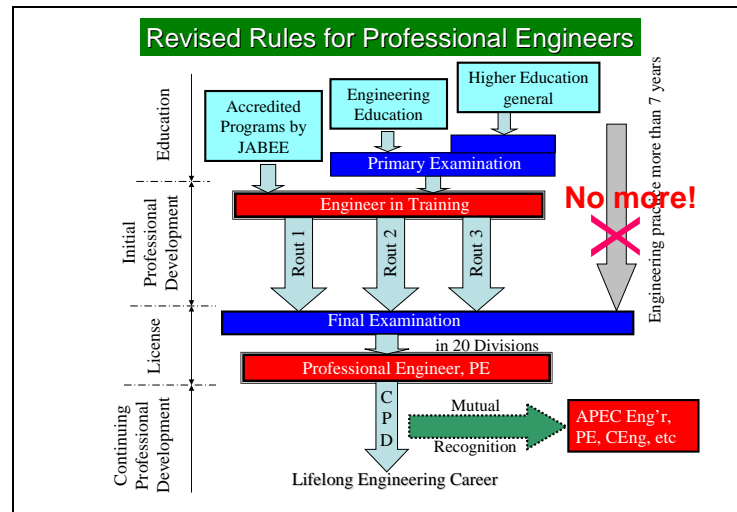 Revised Rules for Professional Engineers
Education
Accredited
Programs by
JABEE
Engineering
Education
Higher Education
general
Primary Examination
Engineering practice more than 7 years
No more!
Initial
Professional
Development
Engineer in Training
Rout 1
Rout 2
Rout 3
License
Final Examination
in 20 Divisions
Professional Engineer, PE
Continuing
Professional
Development
C
P
D
Mutual
Recognition
APEC Eng'r,
PE, CEng, etc
Lifelong Engineering Career